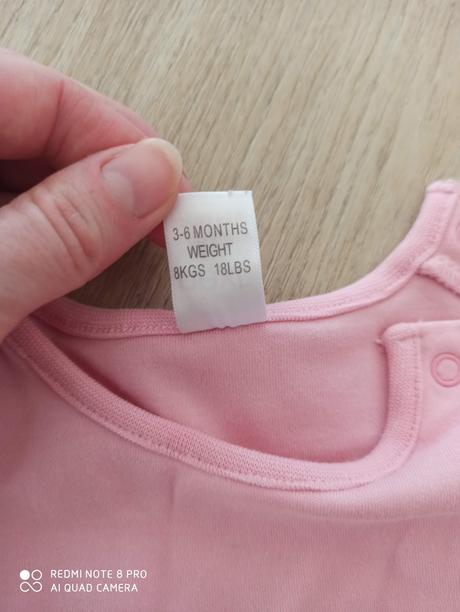 3-6 MONTHS
WEIGHT
8KGS 18LBS
REDMI NOTE 8 PRO
AI QUAD CAMERA